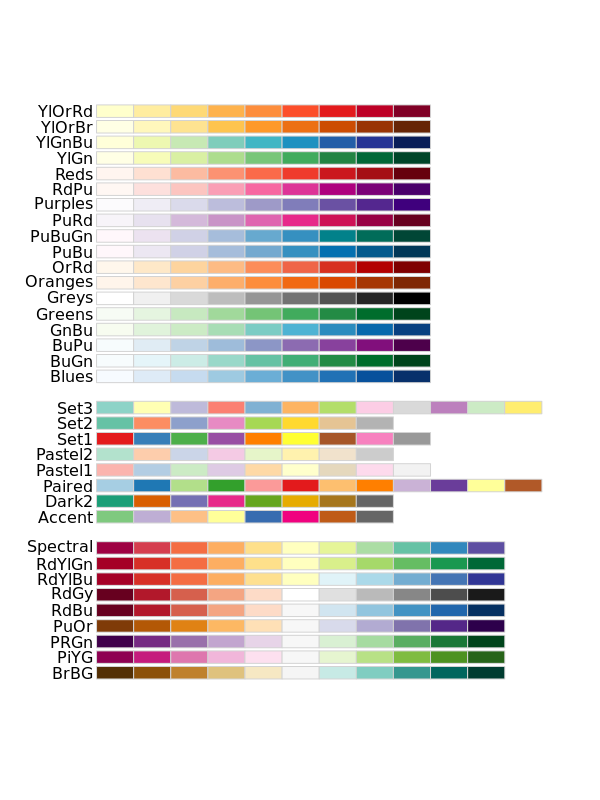 YlOrRd
YlOrBr
YlGnBu
YlGn
Reds
RdPu
Purples
PuRd
PuBuGn
PuBu
OrRd
Oranges
Greys
Greens
GnBu
BuPu
BuGn
Blues
Set3
Set2
Set1
Pastel2
Pastel1
Paired
Dark2
Accent
Spectral
RdYlGn
RdYlBu
RdGy
RdBu
PuOr
PRGn
PiYG
BrBG